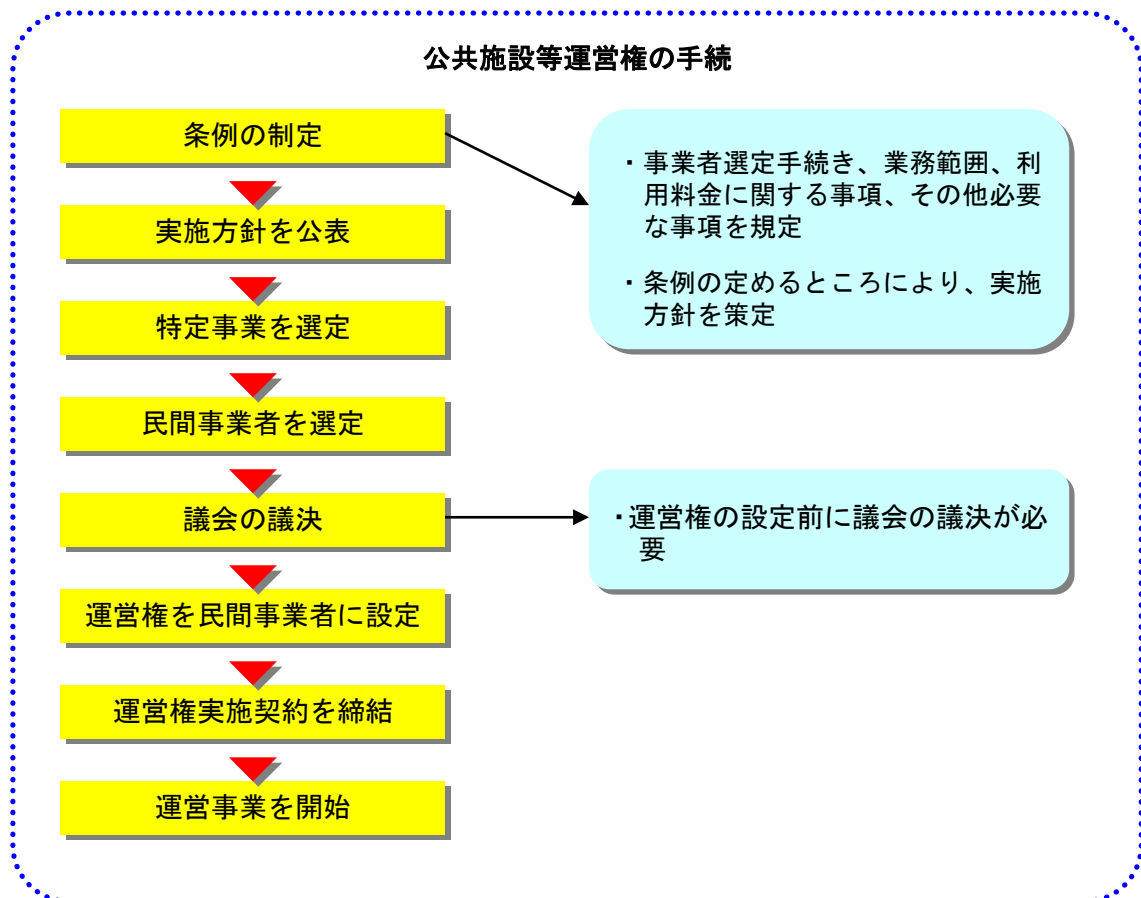 公共施設等運営権の手続
条例の制定
・事業者選定手続き、業務範囲、利
用料金に関する事項、その他必要
な事項を規定
・条例の定めるところにより、実施
方針を策定
実施方針を公表
特定事業を選定
民間事業者を選定
議会の議決
・運営権の設定前に議会の議決が必
要
運営権を民間事業者に設定
運営権実施契約を締結
運営事業を開始